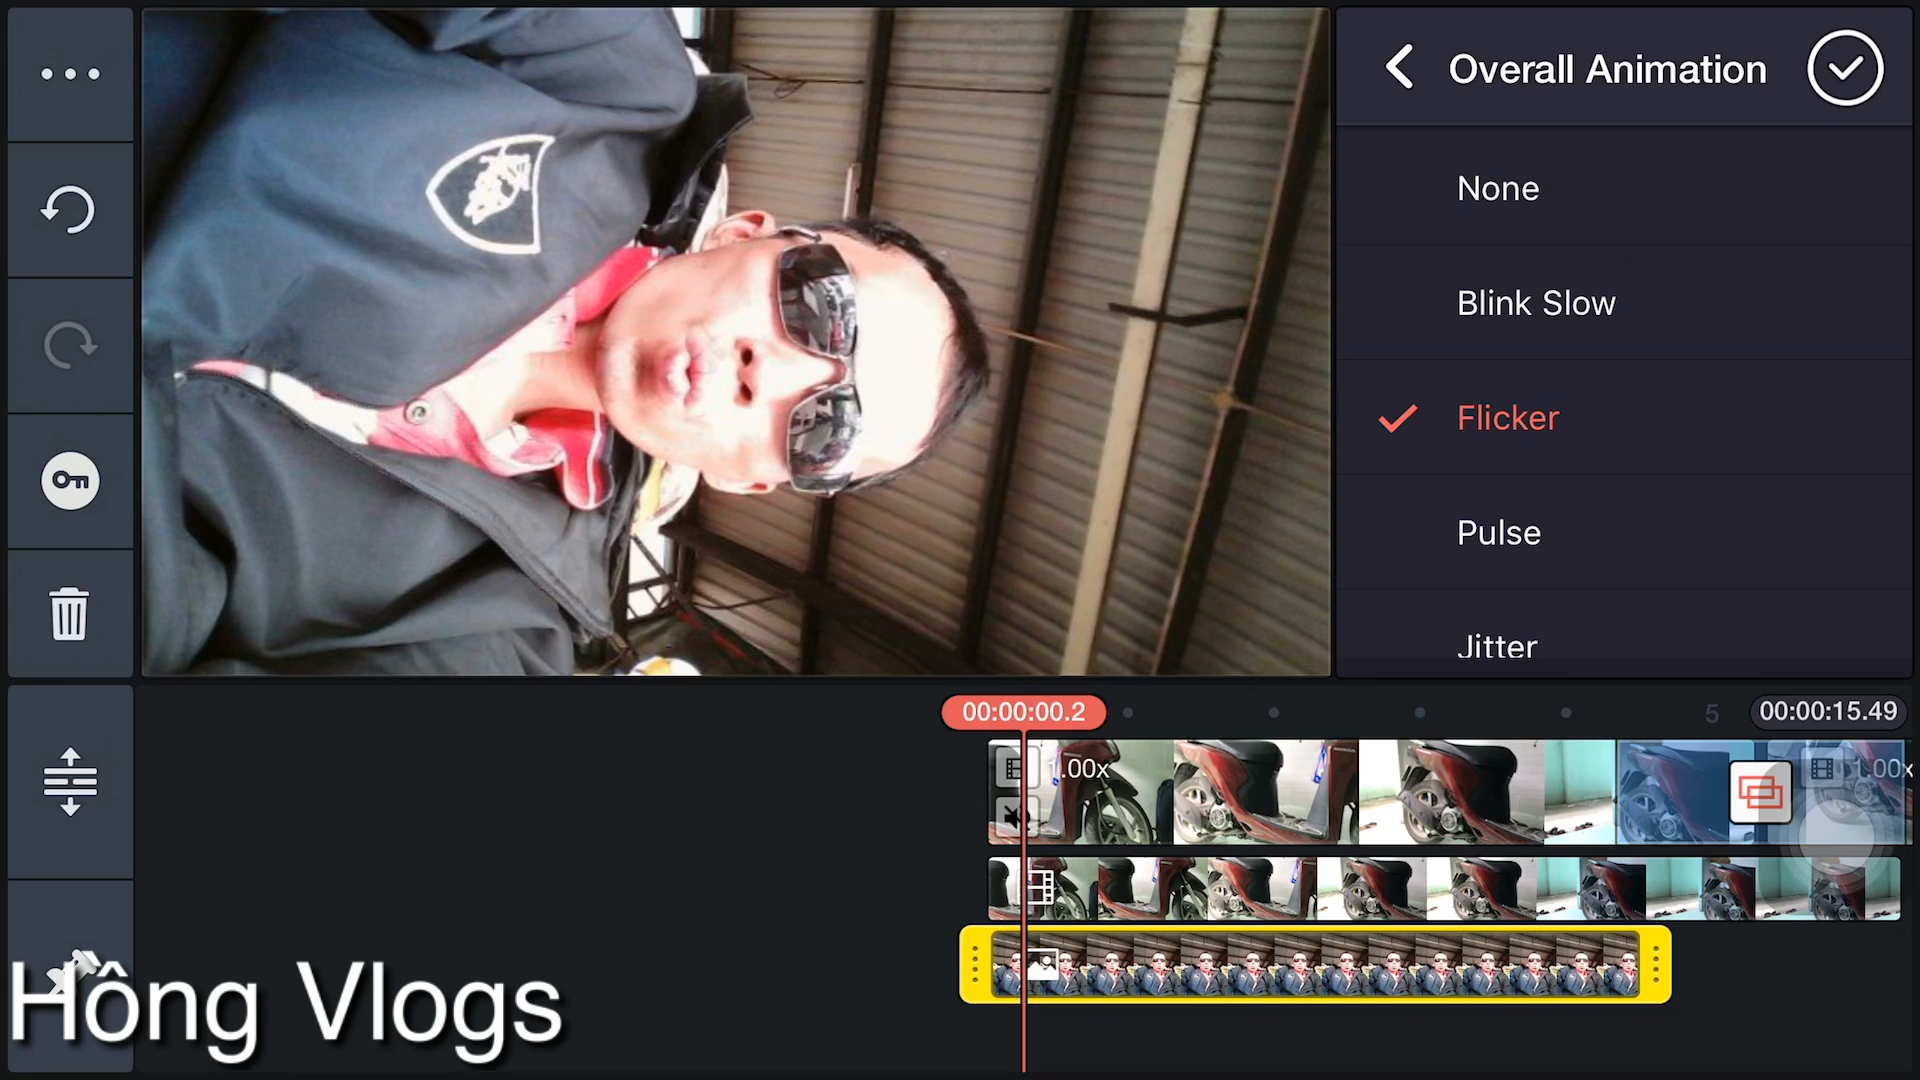 Overall Animation
None
Blink Slow
Flicker
Pulse
Jitter
00:00:00.2
5
00:00:15.49
1.00x
1.00x
Hông Vlogs